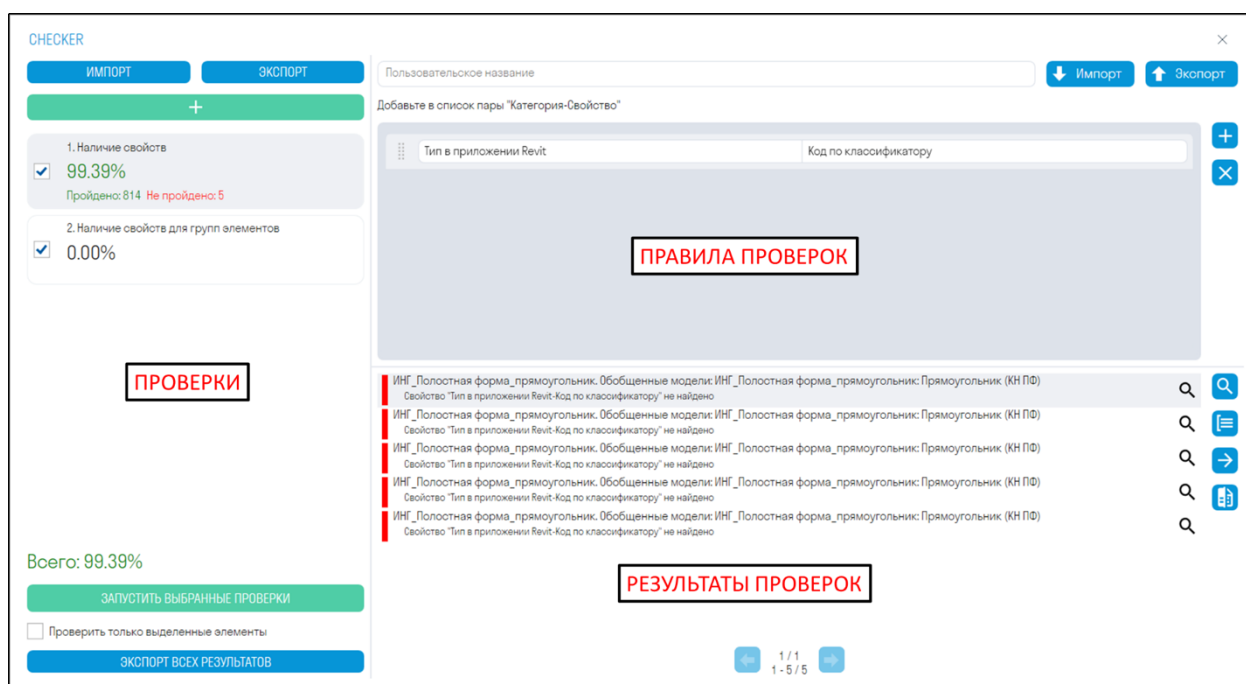 CHECKER
ИМПОРТ
ЭКСПОРТ
1. Наличие свойств
99.39%
Пройдено: 814 Не пройдено: 5
2. Наличие свойств для групп элементов
0.00%
ПРОВЕРКИ
Всего: 99.39%
ЗАПУСТИТЬ ВЫБРАННЫЕ ПРОВЕРКИ
Проверить только выделенные элементы
ЭКСПОРТ ВСЕХ РЕЗУЛЬТАТОВ
Пользовательское название
Импорт
Экспорт
Добавьте в список пары "Категория-Свойство"
Тип в приложении Revit
Код по классификатору
ПРАВИЛА ПРОВЕРОК
ИНГ_Полостная форма_прямоугольник. Обобщенные модели: ИНГ_Полостная форма_прямоугольник: Прямоугольник (КН ПФ)
Свойство "Тип в приложении Revit-Код по классификатору" не найдено
ИНГ_Полостная форма_прямоугольник. Обобщенные модели: ИНГ_Полостная форма_прямоугольник: Прямоугольник (КН ПФ)
Свойство "Тип в приложении Revit-Код по классификатору" не найдено
ИНГ_Полостная форма_прямоугольник. Обобщенные модели: ИНГ_Полостная форма_прямоугольник: Прямоугольник (КН ПФ)
Свойство "Тип в приложении Revit-Код по классификатору" не найдено
ИНГ_Полостная форма_прямоугольник. Обобщенные модели: ИНГ_Полостная форма_прямоугольник: Прямоугольник (КН ПФ)
Свойство "Тип в приложении Revit-Код по классификатору" не найдено
ИНГ_Полостная форма_прямоугольник. Обобщенные модели: ИНГ_Полостная форма_прямоугольник: Прямоугольник (КН ПФ)
Свойство "Тип в приложении Revit-Код по классификатору" не найдено
РЕЗУЛЬТАТЫ ПРОВЕРОК
1 / 1
1 - 5 / 5